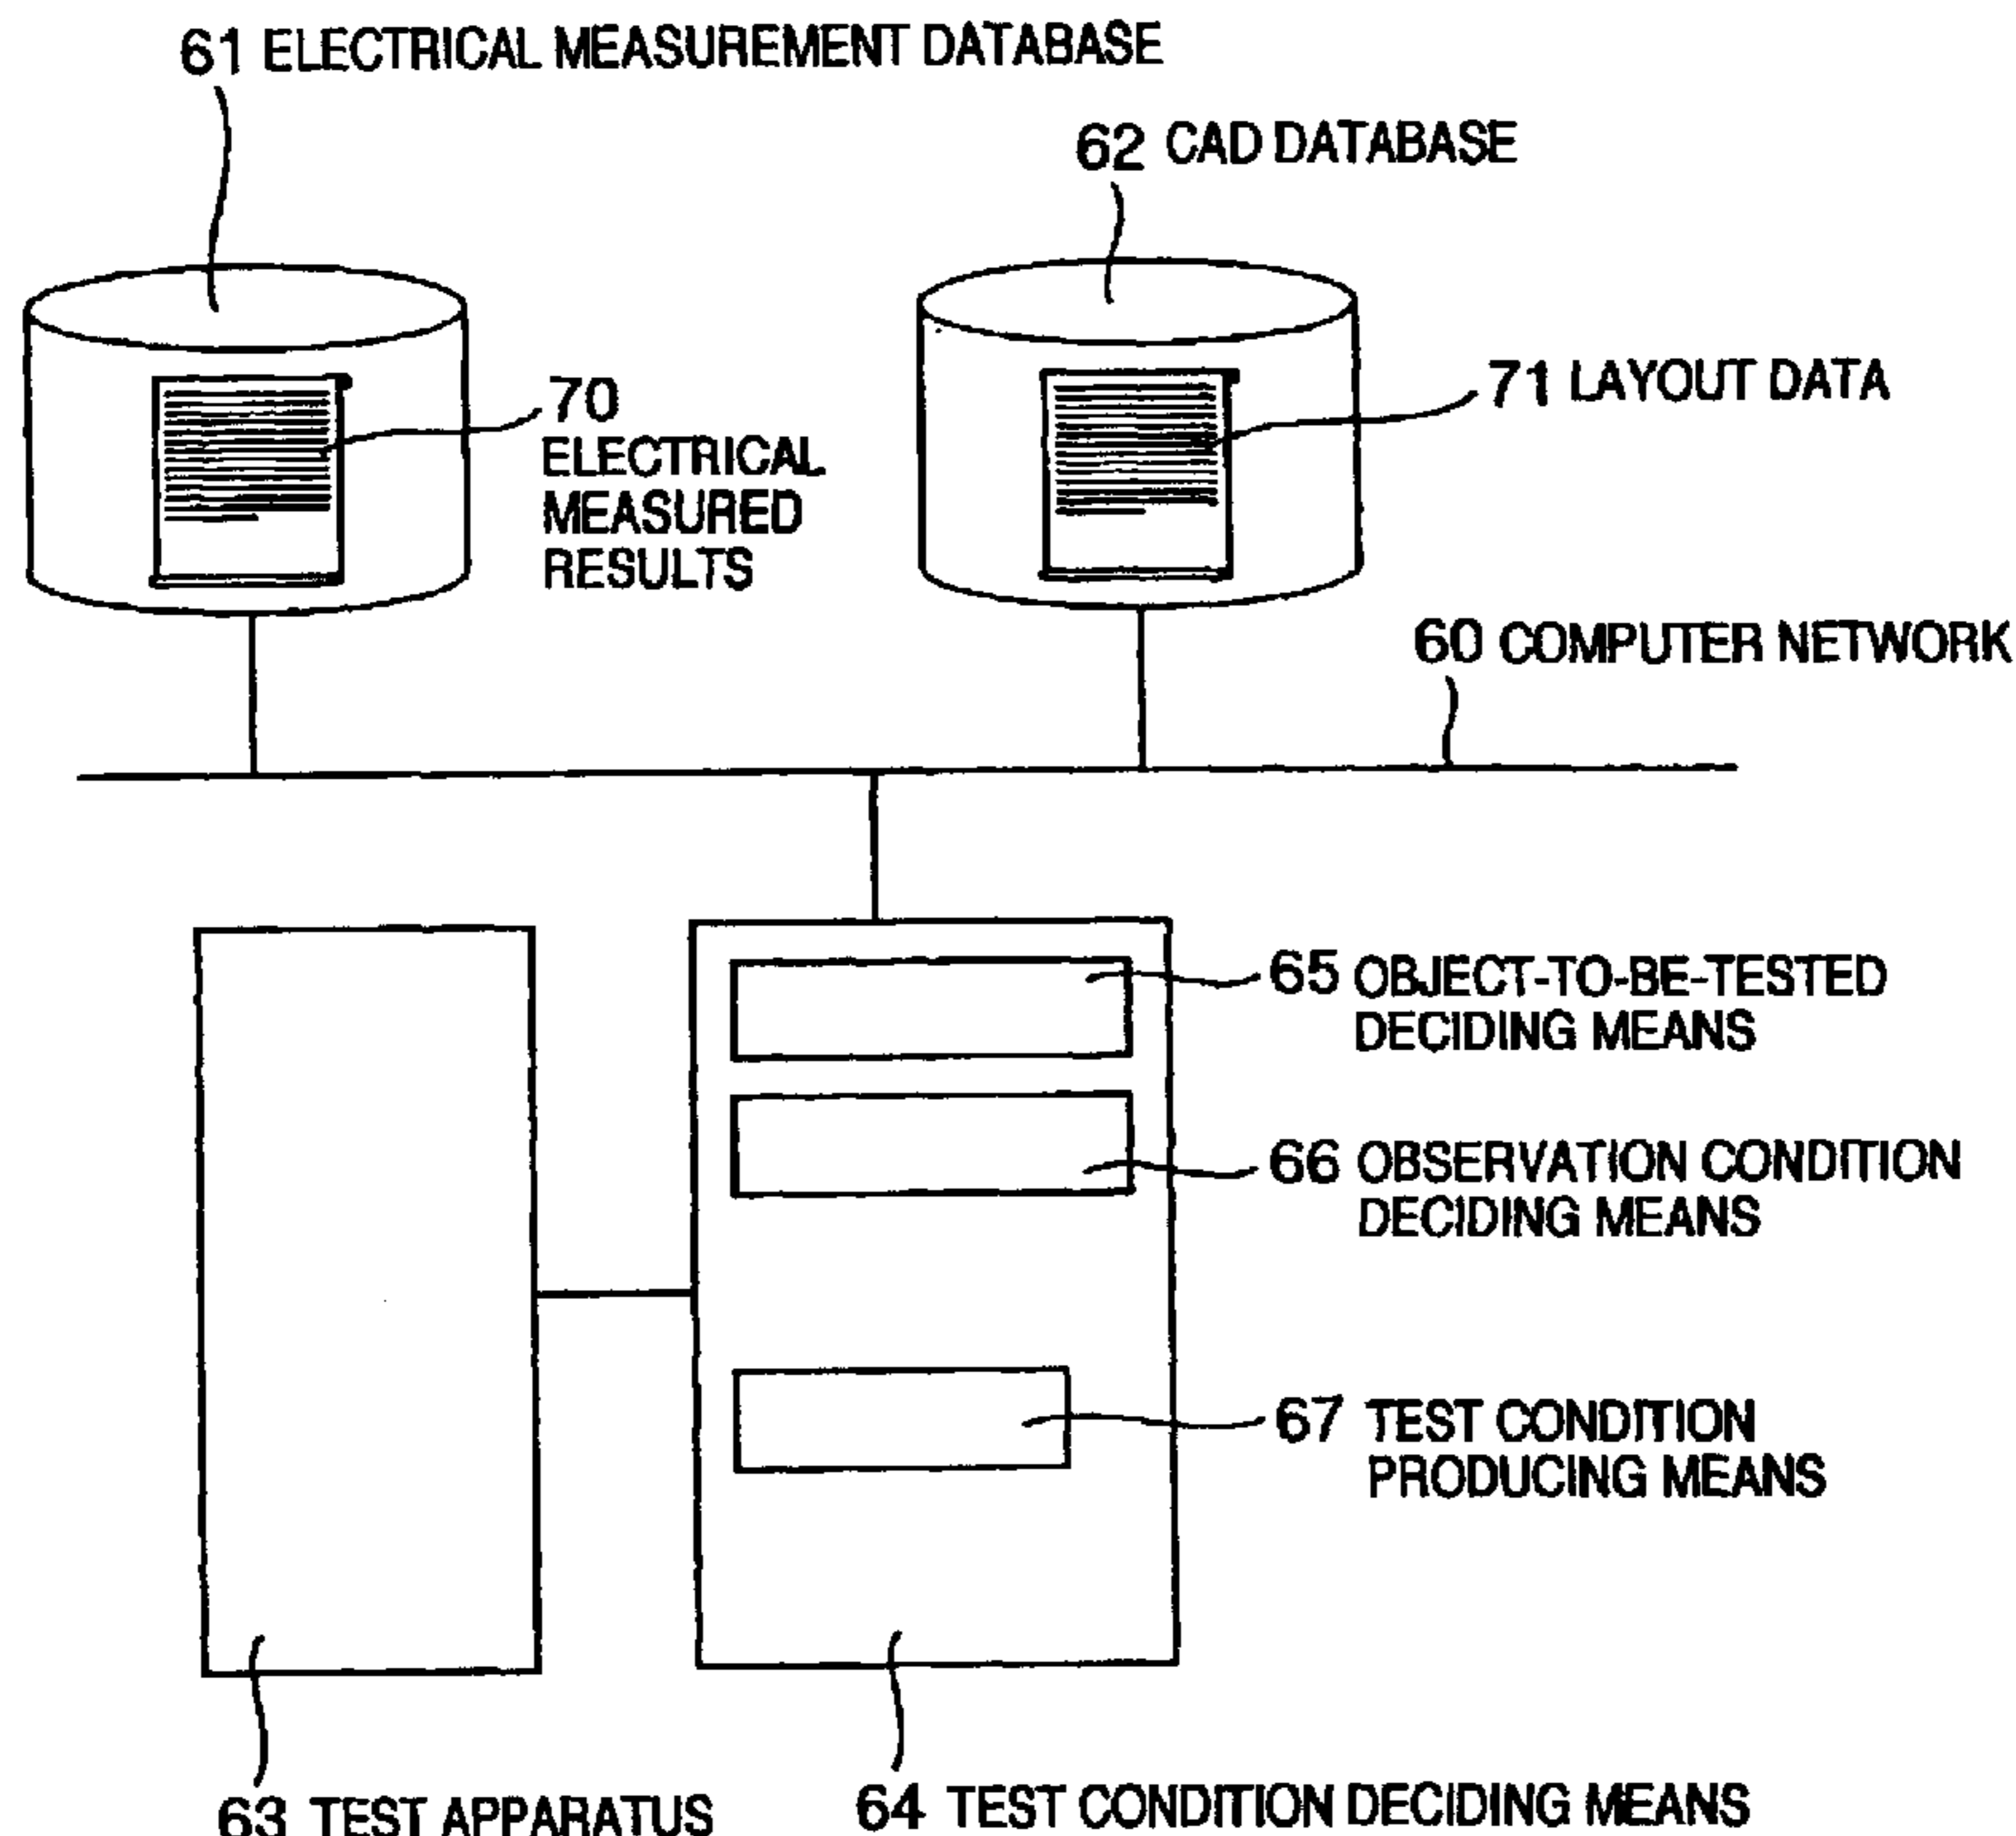 61 ELECTRICAL MEASUREMENT DATABASE
62 CAD DATABASE
71 LAYOUT DATA
70
ELECTRICAL
MEASURED
RESULTS
60 COMPUTER NETWORK
65 OBJECT-TO-BE-TESTED
DECIDING MEANS
66 OBSERVATION CONDITION
DECIDING MEANS
67 TEST CONDITION
PRODUCING MEANS
63 TEST APPARATUS
64 TEST CONDITION DECIDING MEANS